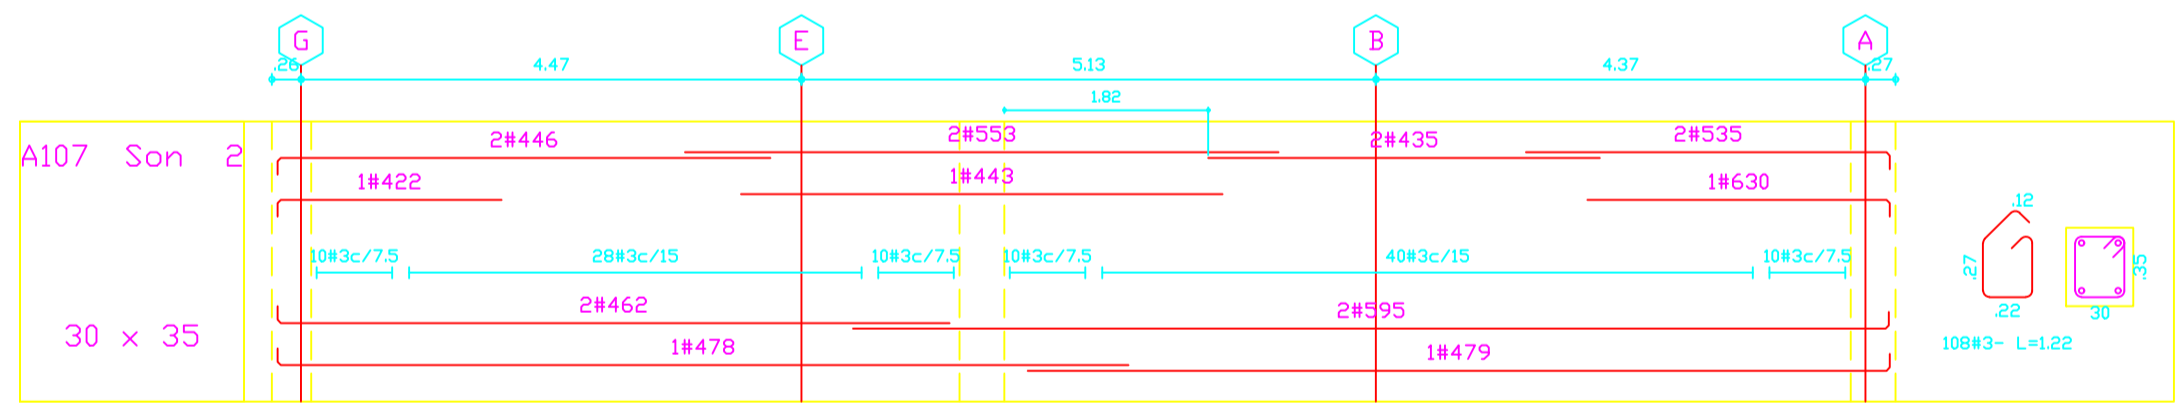 G E B A
.26 4.47 5.13 4.37 .27
1.82
A107 Son 2
2#446 2#553 2#435 2#535
1#422 1#443 1#630
.12
10#3c/7.5 28#3c/15 10#3c/7.5 10#3c/7.5 40#3c/15 10#3c/7.5
.27 .35
2#462 2#595
.22 30
30 x 35
1#478 1#479
108#3- L=1.22